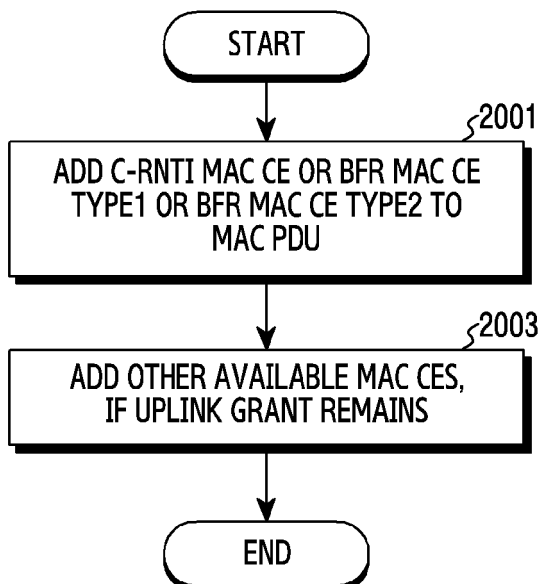 START
2001
ADD C-RNTI MAC CE OR BFR MAC CE
TYPE1 OR BFR MAC CE TYPE2 TO
MAC PDU
2003
ADD OTHER AVAILABLE MAC CES,
IF UPLINK GRANT REMAINS
END